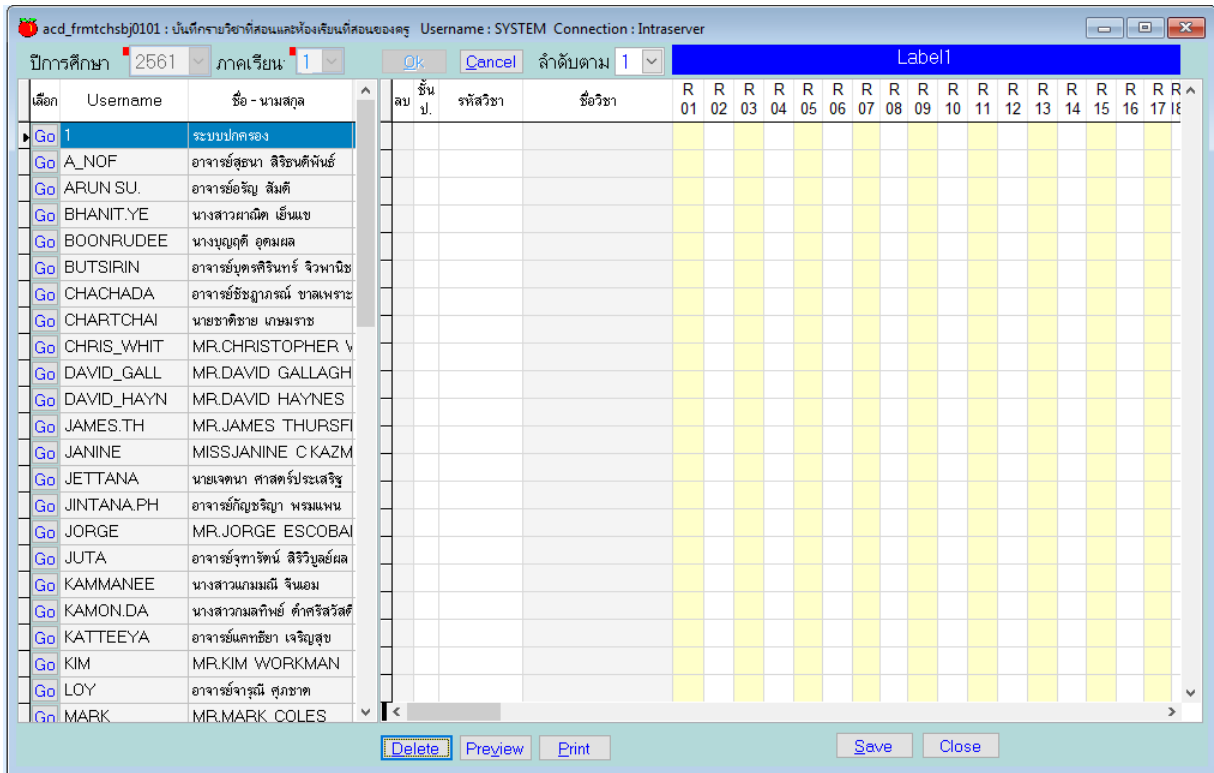 acd_frmtchsbj0101 : บันทึกรายวิชาที่สอนและห้องเรียนที่สอนของครู Username : SYSTEM Connection : Intraserver
ปีการศึกษา 2561 ภาคเรียน 1 Ok Cancel ลำดับตาม 1 Label1
เลือก Username ชื่อ - นามสกุล ลบ ชั้น ป. รหัสวิชา ชื่อวิชา R 01 R 02 R 03 R 04 R 05 R 06 R 07 R 08 R 09 R 10 R 11 R 12 R 13 R 14 R 15 R 16 R 17 R 18
Go 1 ระบบปกครอง
Go A_NOF อาจารย์สุธนา สิริธนดีพันธ์
Go ARUN SU. อาจารย์อรัญ สัมดี
Go BHANIT.YE นางสาวผาณิต เย็นแข
Go BOONRUDEE นางบุญฤดี อุดมผล
Go BUTSIRIN อาจารย์บุตรศิรินทร์ จิวพานิช
Go CHACHADA อาจารย์ชัชฎาภรณ์ ขาลเพราะ
Go CHARTCHAI นายชาติชาย เกษมราช
Go CHRIS_WHIT MR.CHRISTOPHER
Go DAVID_GALL MR.DAVID GALLAGH
Go DAVID_HAYN MR.DAVID HAYNES
Go JAMES.TH MR.JAMES THURSFI
Go JANINE MISSJANINE C KAZM
Go JETTANA นายเจตนา ศาสตร์ประเสริฐ
Go JINTANA.PH อาจารย์กัญชริญา พรมแพน
Go JORGE MR.JORGE ESCOBAI
Go JUTA อาจารย์จุฑารัตน์ สิริวิบูลย์ผล
Go KAMMANEE นางสาวแกมมณี จีนเอม
Go KAMON.DA นางสาวกมลทิพย์ ดำศรีสวัสดิ์
Go KATTEEYA อาจารย์แคทธียา เจริญสุข
Go KIM MR.KIM WORKMAN
Go LOY อาจารย์จารุณี ศุภชาต
Go MARK MR.MARK COLES
Delete Preview Print Save Close